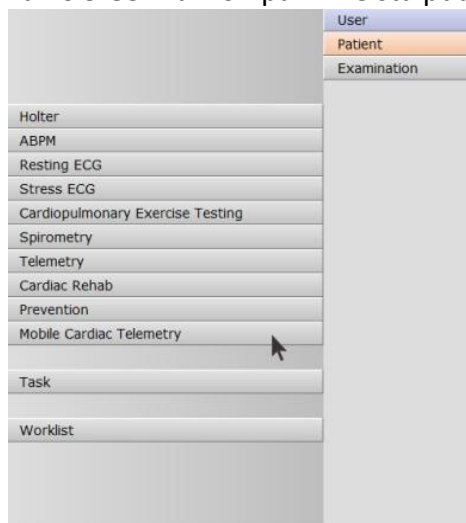 User
Patient
Examination
Holter
ABPM
Resting ECG
Stress ECG
Cardiopulmonary Exercise Testing
Spirometry
Telemetry
Cardiac Rehab
Prevention
Mobile Cardiac Telemetry
Task
Worklist